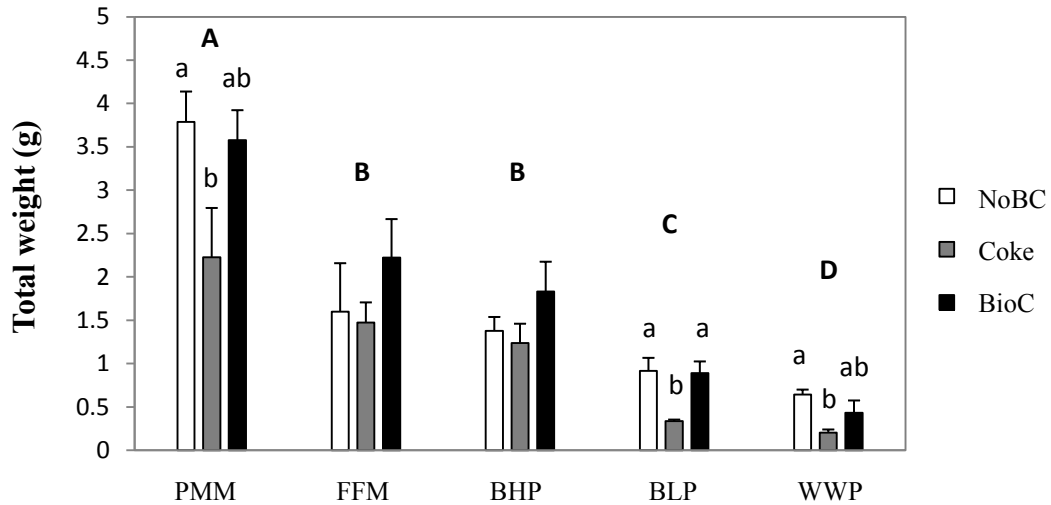 Total weight (g)
5
4.5
4
3.5
3
2.5
2
1.5
1
0.5
0
A
a
ab
b
B
B
C
a
a
b
D
a
ab
b
PMM FFM BHP BLP WWP
NoBC
Coke
BioC